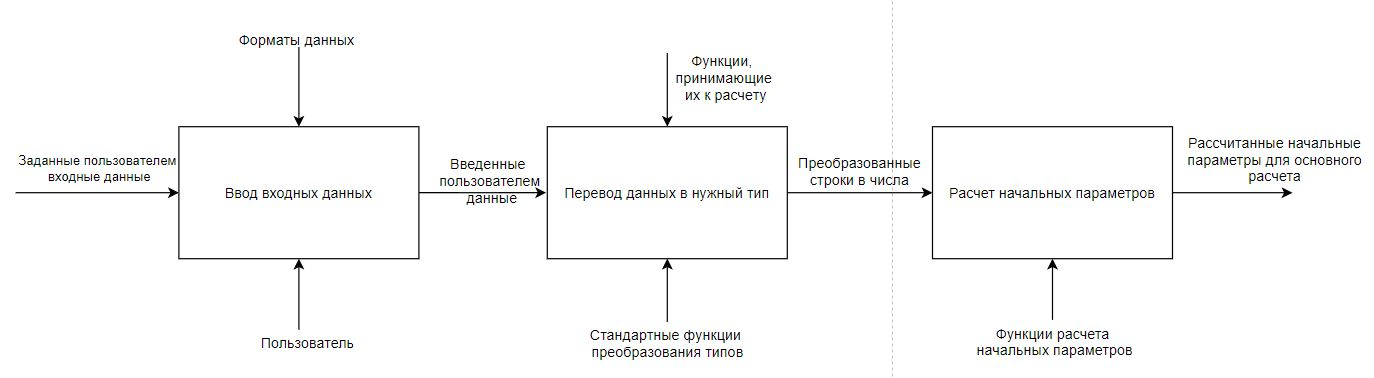 Форматы данных
Функции,
принимающие
их к расчету
Заданные пользователем
входные данные
Ввод входных данных
Введенные
пользователем
данные
Перевод данных в нужный тип
Преобразованные
строки в числа
Расчет начальных параметров
Рассчитанные начальные
параметры для основного
расчета
Пользователь
Стандартные функции
преобразования типов
Функции расчета
начальных параметров